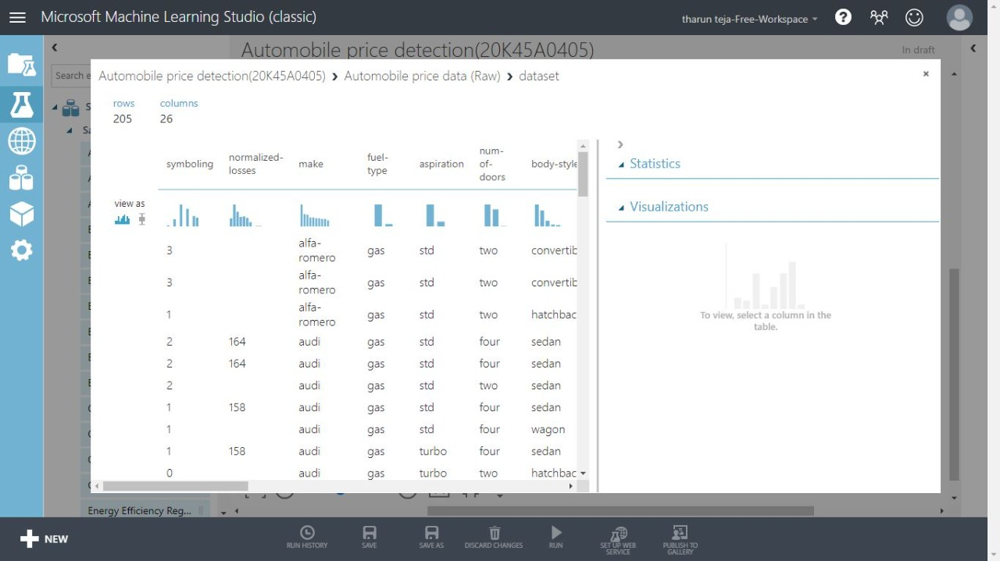 Microsoft Machine Learning Studio (classic)
tharun teja-Free-Workspace
Automobile price detection(20K45A0405)
In draft
Search e
Automobile price detection(20K45A0405) ❯ Automobile price data (Raw) ❯ dataset
rows columns
205 26
symboling normalized-losses make fuel-type aspiration num-of-doors body-style
view as
3 alfa-romero gas std two convertib
3 alfa-romero gas std two convertib
1 alfa-romero gas std two hatchbac
2 164 audi gas std four sedan
2 164 audi gas std four sedan
2 audi gas std two sedan
1 158 audi gas std four sedan
1 audi gas std four wagon
1 158 audi gas turbo four sedan
0 audi gas turbo two hatchbac
Statistics
Visualizations
To view, select a column in the
table.
Energy Efficiency Reg...
NEW
RUN HISTORY
SAVE
SAVE AS
DISCARD CHANGES
RUN
SET UP WEB
SERVICE
PUBLISH TO
GALLERY